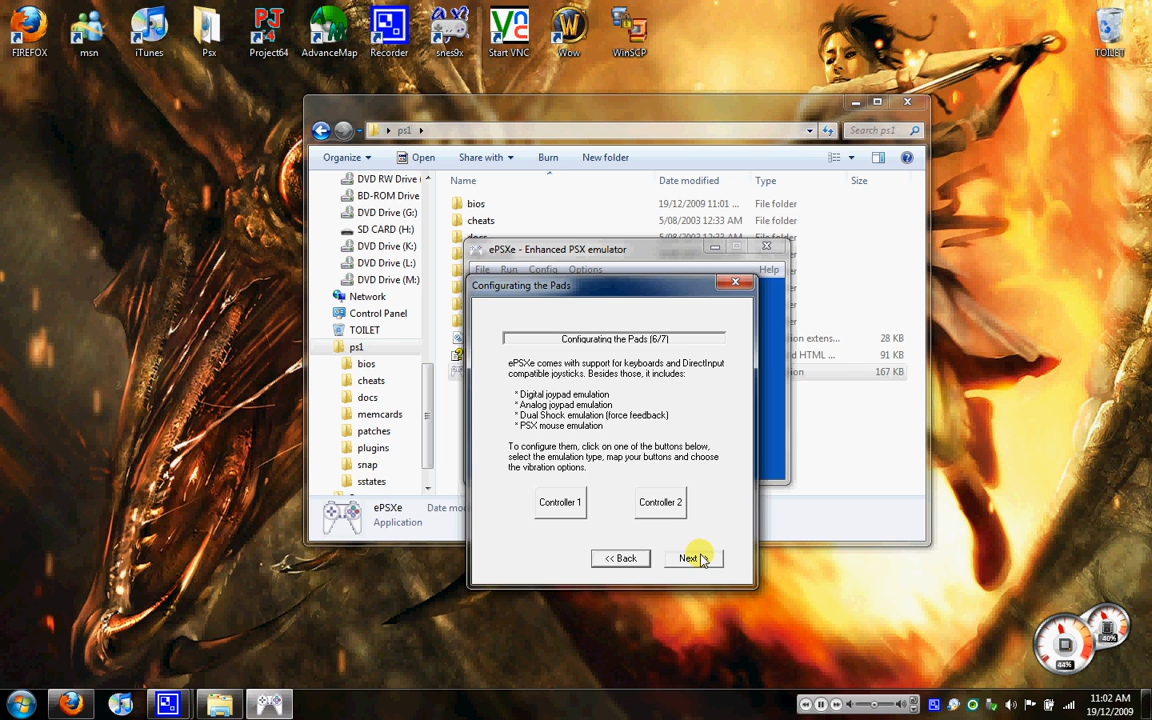 FIREFOX
msn
iTunes
Psx
Project64
AdvanceMap
Recorder
snes9x
Start VNC
Wow
WinSCP
TOILET
ps1
Search ps1
Organize
Open
Share with
Burn
New folder
Name
Date modified
Type
Size
DVD RW Drive (
BD-ROM Drive
DVD Drive (G:)
SD CARD (H:)
DVD Drive (K:)
DVD Drive (L:)
DVD Drive (M:)
Network
Control Panel
TOILET
ps1
bios
cheats
docs
memcards
patches
plugins
snap
sstates
bios
19/12/2009 11:01 ...
File folder
cheats
5/08/2003 12:33 AM
File folder
28 KB
91 KB
167 KB
ePSXe
Application
ePSXe - Enhanced PSX emulator
File Run Config Options Help
Configurating the Pads
Configurating the Pads (6/7)
ePSXe comes with support for keyboards and DirectInput
compatible joysticks. Besides those, it includes:
* Digital joypad emulation
* Analog joypad emulation
* Dual Shock emulation (force feedback)
* PSX mouse emulation
To configure them, click on one of the buttons below,
select the emulation type, map your buttons and choose
the vibration options.
Controller 1
Controller 2
<< Back
Next
40%
44%
11:02 AM
19/12/2009